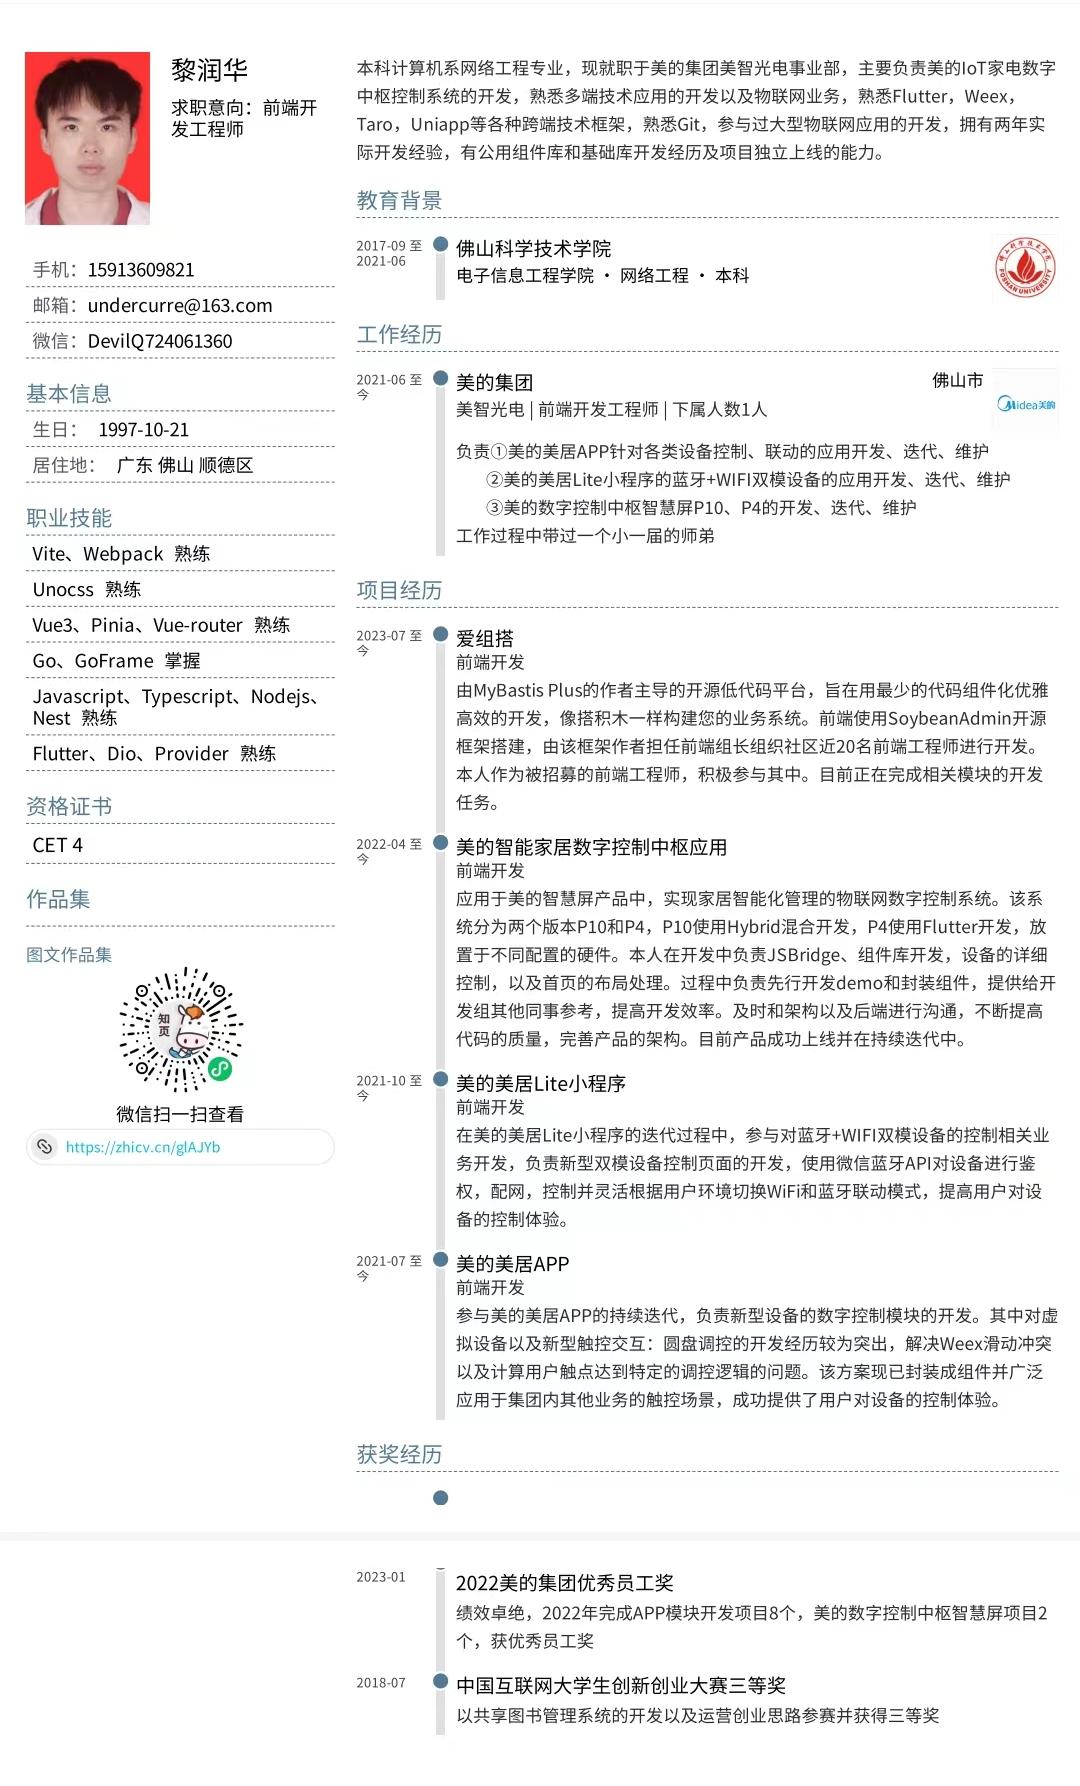 黎润华
求职意向：前端开
发工程师
手机：15913609821
邮箱：undercurre@163.com
微信：DevilQ724061360
基本信息
生日： 1997-10-21
居住地： 广东 佛山 顺德区
职业技能
Vite、Webpack 熟练
Unocss 熟练
Vue3、Pinia、Vue-router 熟练
Go、GoFrame 掌握
Javascript、Typescript、Nodejs、
Nest 熟练
Flutter、Dio、Provider 熟练
资格证书
CET 4
作品集
图文作品集
知页
微信扫一扫查看
https://zhicv.cn/glAJYb
本科计算机系网络工程专业，现就职于美的集团美智光电事业部，主要负责美的IoT家电数字
中枢控制系统的开发，熟悉多端技术应用的开发以及物联网业务，熟悉Flutter，Weex，
Taro，Uniapp等各种跨端技术框架，熟悉Git，参与过大型物联网应用的开发，拥有两年实
际开发经验，有公用组件库和基础库开发经历及项目独立上线的能力。
教育背景
2017-09 至
2021-06
佛山科学技术学院
电子信息工程学院 · 网络工程 · 本科
佛山科学技术学院
FOSHAN UNIVERSITY
工作经历
2021-06 至
今
美的集团
佛山市
Midea美的
美智光电 | 前端开发工程师 | 下属人数1人
负责①美的美居APP针对各类设备控制、联动的应用开发、迭代、维护
②美的美居Lite小程序的蓝牙+WIFI双模设备的应用开发、迭代、维护
③美的数字控制中枢智慧屏P10、P4的开发、迭代、维护
工作过程中带过一个小一届的师弟
项目经历
2023-07 至
今
爱组搭
前端开发
由MyBastis Plus的作者主导的开源低代码平台，旨在用最少的代码组件化优雅
高效的开发，像搭积木一样构建您的业务系统。前端使用SoybeanAdmin开源
框架搭建，由该框架作者担任前端组长组织社区近20名前端工程师进行开发。
本人作为被招募的前端工程师，积极参与其中。目前正在完成相关模块的开发
任务。
2022-04 至
今
美的智能家居数字控制中枢应用
前端开发
应用于美的智慧屏产品中，实现家居智能化管理的物联网数字控制系统。该系
统分为两个版本P10和P4，P10使用Hybrid混合开发，P4使用Flutter开发，放
置于不同配置的硬件。本人在开发中负责JSBridge、组件库开发，设备的详细
控制，以及首页的布局处理。过程中负责先行开发demo和封装组件，提供给开
发组其他同事参考，提高开发效率。及时和架构以及后端进行沟通，不断提高
代码的质量，完善产品的架构。目前产品成功上线并在持续迭代中。
2021-10 至
今
美的美居Lite小程序
前端开发
在美的美居Lite小程序的迭代过程中，参与对蓝牙+WIFI双模设备的控制相关业
务开发，负责新型双模设备控制页面的开发，使用微信蓝牙API对设备进行鉴
权，配网，控制并灵活根据用户环境切换WiFi和蓝牙联动模式，提高用户对设
备的控制体验。
2021-07 至
今
美的美居APP
前端开发
参与美的美居APP的持续迭代，负责新型设备的数字控制模块的开发。其中对虚
拟设备以及新型触控交互：圆盘调控的开发经历较为突出，解决Weex滑动冲突
以及计算用户触点达到特定的调控逻辑的问题。该方案现已封装成组件并广泛
应用于集团内其他业务的触控场景，成功提供了用户对设备的控制体验。
获奖经历
2023-01
2022美的集团优秀员工奖
绩效卓绝，2022年完成APP模块开发项目8个，美的数字控制中枢智慧屏项目2
个，获优秀员工奖
2018-07
中国互联网大学生创新创业大赛三等奖
以共享图书管理系统的开发以及运营创业思路参赛并获得三等奖